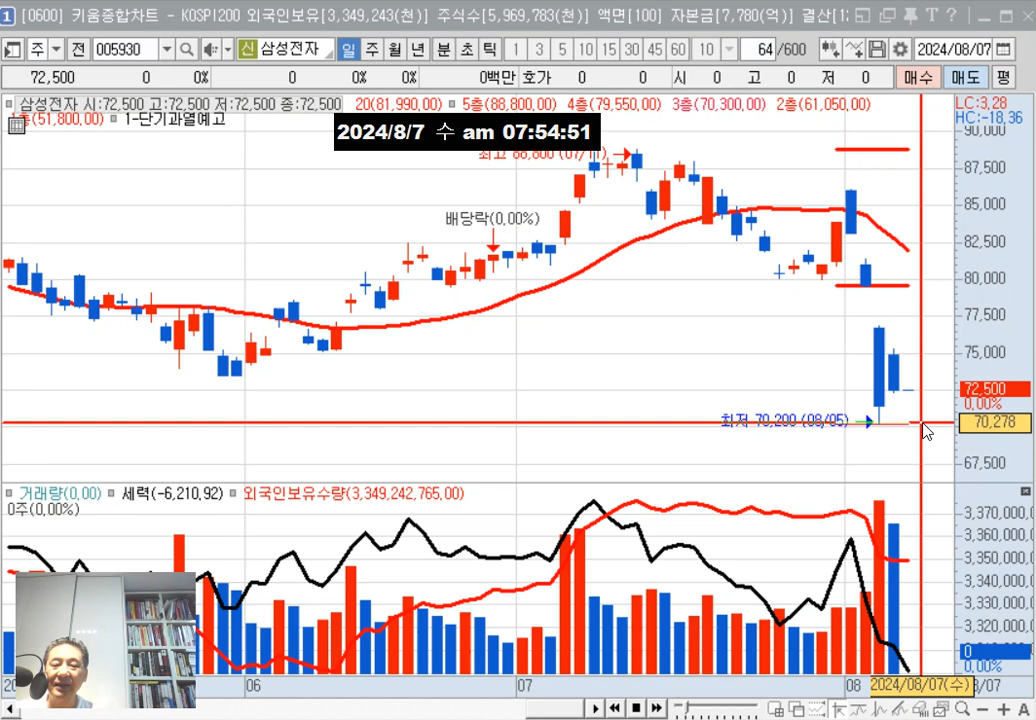 [0600] 키움종합차트 - KOSPI200 외국인보유[3,349,243(천)] 주식수[5,969,783(천)] 액면[100] 자본금[7,780(억)] 결산[12
주 전 005930 신 삼성전자 일 주 월 년 분 초 틱 1 3 5 10 15 30 45 60 10 64 /600 2024/08/07
72,500 0 0% 0 0% 0% 0백만 호가 0 0 시 0 고 0 저 0 매수 매도 평
삼성전자 시:72,500 고:72,500 저:72,500 종:72,500 20(81,990.00) 5층(88,800.00) 4층(79,550.00) 3층(70,300.00) 2층(61,050.00)
층(51,800.00) 1-단기과열예고
LC:3,28
HC:-18,36
2024/8/7 수 am 07:54:51
최고 88,800 (07/11)
배당락(0,00%)
최저 70,200 (08/05)
90,000
87,500
85,000
82,500
80,000
77,500
75,000
72,500
0,00%
70,278
67,500
거래량(0,00) 세력(-6,210,92) 외국인보유수량(3,349,242,765,00)
0주(0,00%)
3,370,000,0
3,360,000,0
3,350,000,0
3,340,000,0
3,330,000,0
3,320,000,0
0
0,00%
20 06 07 08 2024/08/07(수) 8/07